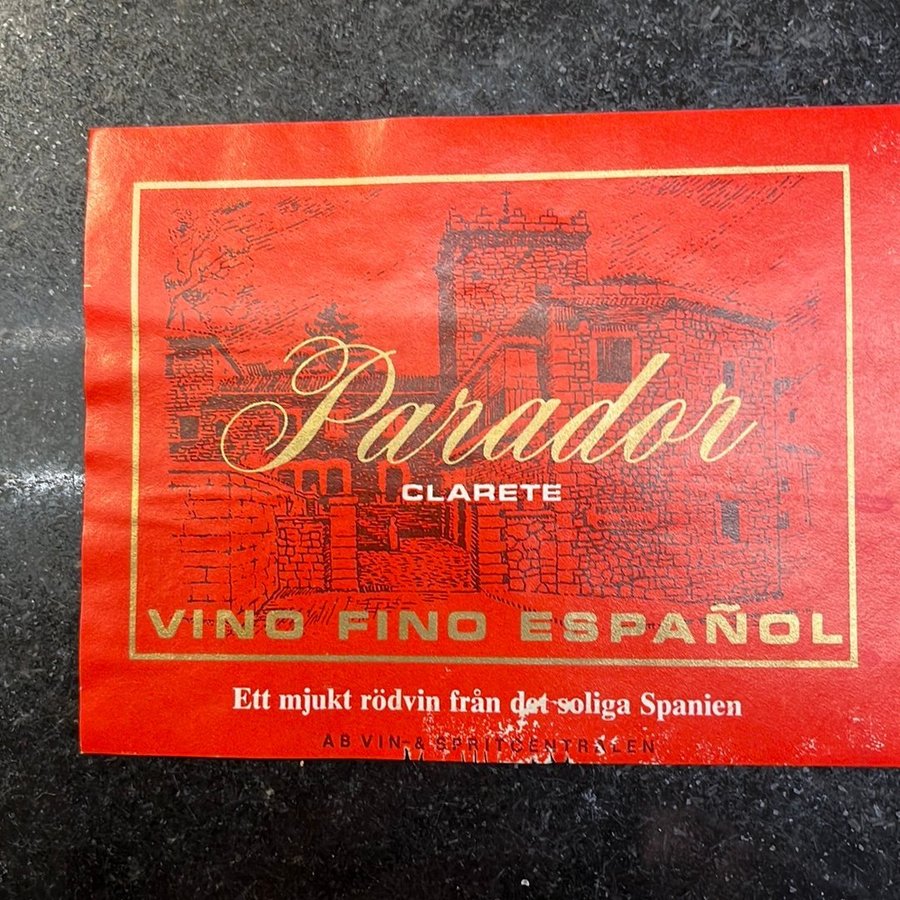 Parador
CLARETE
VINO FINO ESPAÑOL
Ett mjukt rödvin från det soliga Spanien
AB VIN- & SPRITCENTRALEN